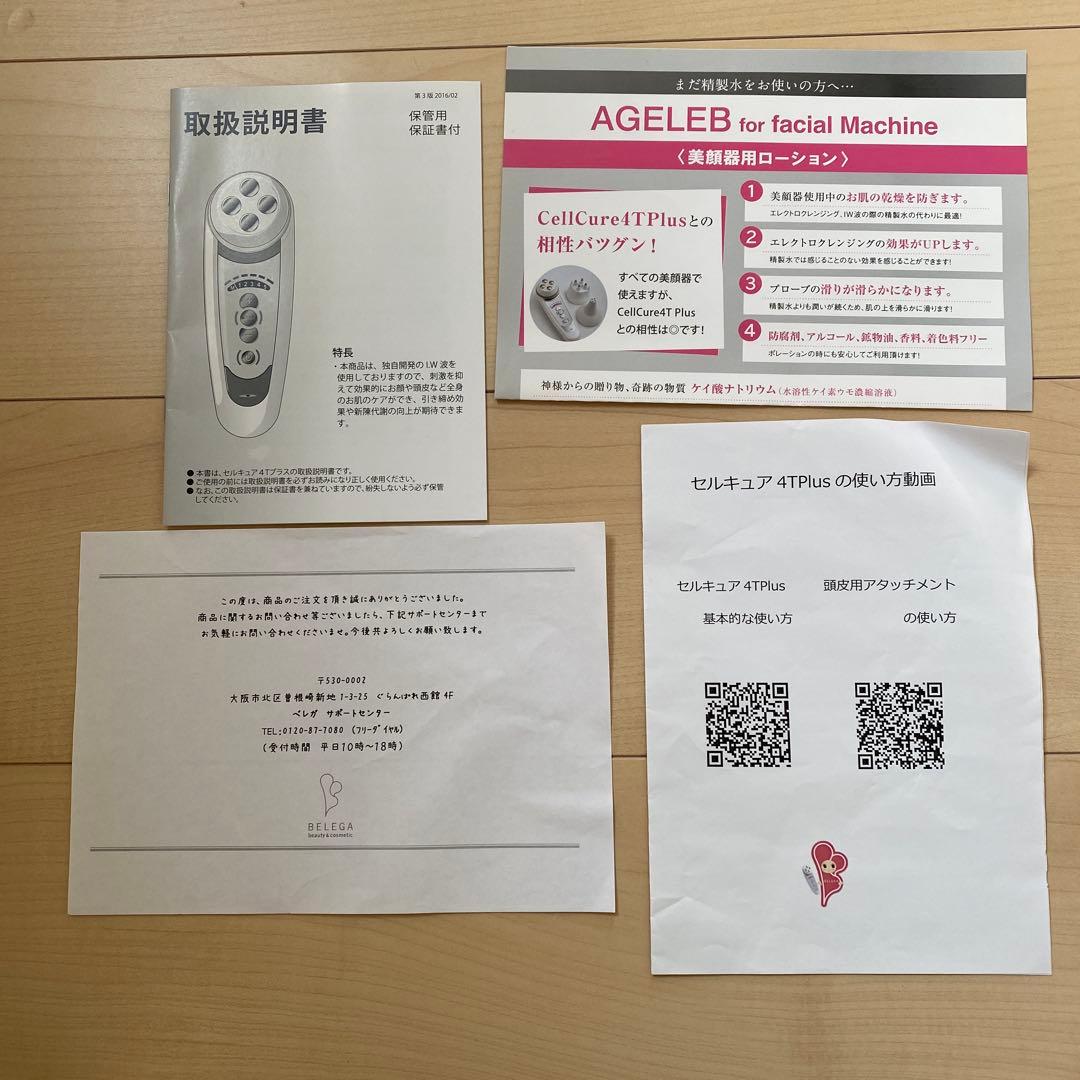 第3版 2016/02
取扱説明書
保管用
保証書付
1 2 3 4 5
特長
・本商品は、独自開発の I.W 波を
使用しておりますので、刺激を抑
えて効果的にお顔や頭皮など全身
のお肌のケアができ、引き締め効
果や新陳代謝の向上が期待できま
す。
● 本書は、セルキュア4Tプラスの取扱説明書です。
● ご使用の前には取扱説明書を必ずお読みになり正しく使用ください。
● なお、この取扱説明書は保証書を兼ねていますので、紛失しないよう必ず保管
してください。
まだ精製水をお使いの方へ…
AGELEB for facial Machine
〈美顔器用ローション〉
CellCure4TPlusとの
相性バツグン！
すべての美顔器で
使えますが、
CellCure4T Plus
との相性は◎です！
1 美顔器使用中のお肌の乾燥を防ぎます。
エレクトロクレンジング、IW波の際の精製水の代わりに最適！
2 エレクトロクレンジングの効果がUPします。
精製水では感じることのない効果を感じることができます！
3 プローブの滑りが滑らかになります。
精製水よりも潤いが続くため、肌の上を滑らかに滑ります！
4 防腐剤、アルコール、鉱物油、香料、着色料フリー
ポレーションの時にも安心してご利用頂けます！
神様からの贈り物、奇跡の物質 ケイ酸ナトリウム（水溶性ケイ素ウモ濃縮溶液）
この度は、商品のご注文を頂き誠にありがとうございました。
商品に関するお問い合わせ等ございましたら、下記サポートセンターまで
お気軽にお問い合わせくださいませ。今後共よろしくお願い致します。
〒530-0002
大阪市北区曽根崎新地 1-3-25 ぐらんぱれ西館 4F
ベレガ サポートセンター
TEL:0120-87-7080 (フリーダイヤル)
(受付時間 平日10時～18時)
BELEGA
beauty & cosmetic
セルキュア 4TPlus の使い方動画
セルキュア 4TPlus
基本的な使い方
頭皮用アタッチメント
の使い方
BELEGA